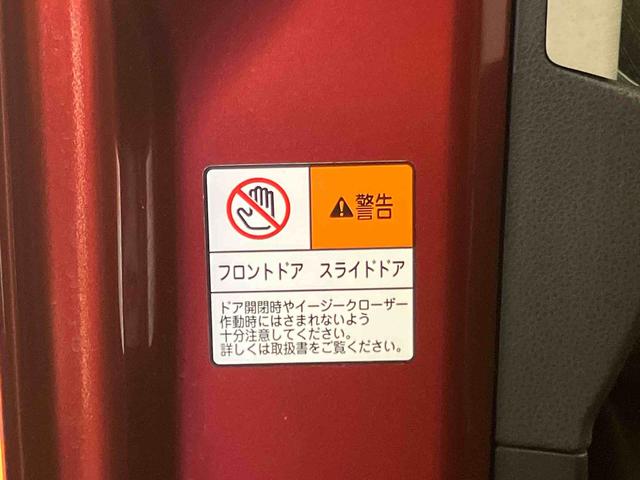 警告
フロントドア スライドドア
ドア開閉時やイージークローザー
作動時にはさまれないよう
十分注意してください。
詳しくは取扱書をご覧ください。